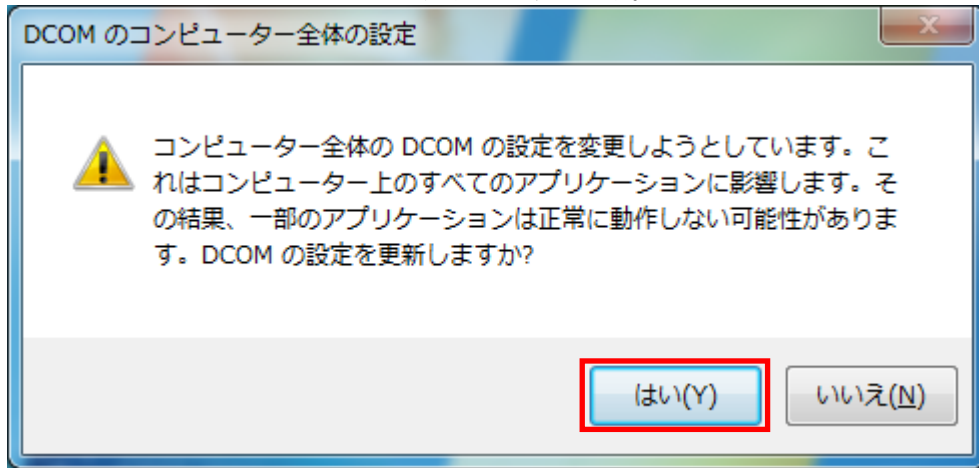 DCOM のコンピューター全体の設定
コンピューター全体の DCOM の設定を変更しようとしています。こ
れはコンピューター上のすべてのアプリケーションに影響します。そ
の結果、一部のアプリケーションは正常に動作しない可能性がありま
す。DCOM の設定を更新しますか?
はい(Y)
いいえ(N)